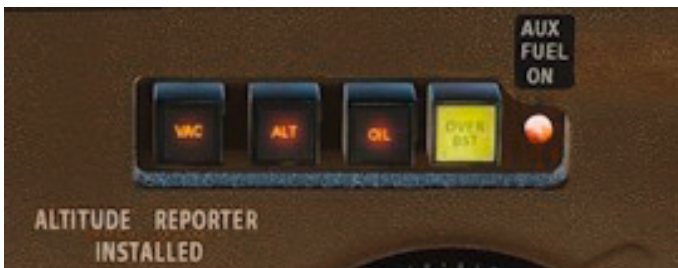 AUX
FUEL
ON
VAC
ALT
OIL
OVER
BST
ALTITUDE REPORTER
INSTALLED